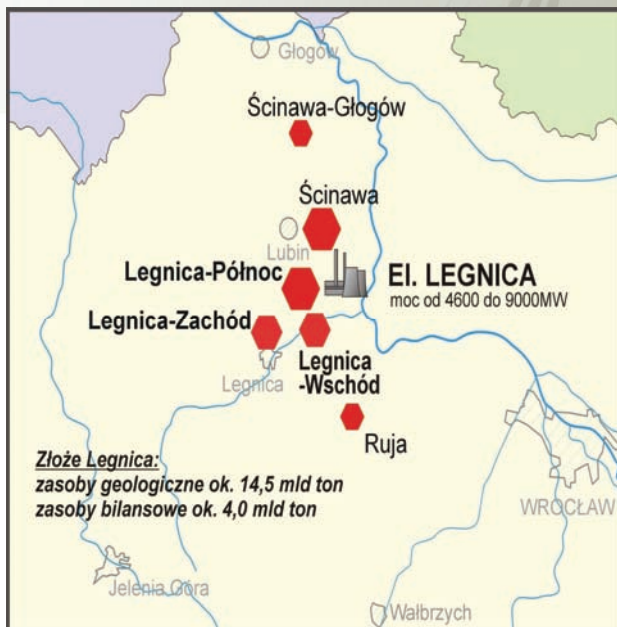 Głogów
Ścinawa-Głogów
Ścinawa
Lubin
Legnica-Północ
El. LEGNICA
moc od 4600 do 9000MW
Legnica-Zachód
Legnica
-Wschód
Legnica
Ruja
Złoże Legnica:
zasoby geologiczne ok. 14,5 mld ton
zasoby bilansowe ok. 4,0 mld ton
WROCŁAW
Jelenia Góra
Wałbrzych